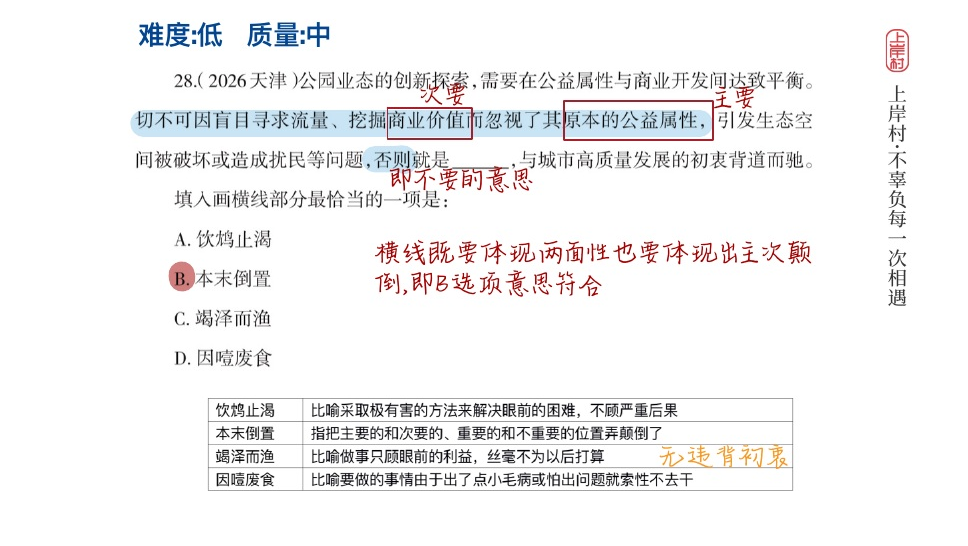 难度:低 质量:中
28.( 2026天津 )公园业态的创新探索,需要在公益属性与商业开发间达致平衡。
次要
主要
切不可因盲目寻求流量、挖掘商业价值而忽视了其原本的公益属性，引发生态空
间被破坏或造成扰民等问题,否则就是______,与城市高质量发展的初衷背道而驰。
即不要的意思
填入画横线部分最恰当的一项是：
A. 饮鸩止渴
横线既要体现两面性也要体现出主次颠
B. 本末倒置
倒,即B选项意思符合
C. 竭泽而渔
D. 因噎废食
饮鸩止渴 比喻采取极有害的方法来解决眼前的困难，不顾严重后果
本末倒置 指把主要的和次要的、重要的和不重要的位置弄颠倒了
竭泽而渔 比喻做事只顾眼前的利益，丝毫不为以后打算 无违背初衷
因噎废食 比喻要做的事情由于出了点小毛病或怕出问题就索性不去干
上岸村
上岸村·不辜负每一次相遇